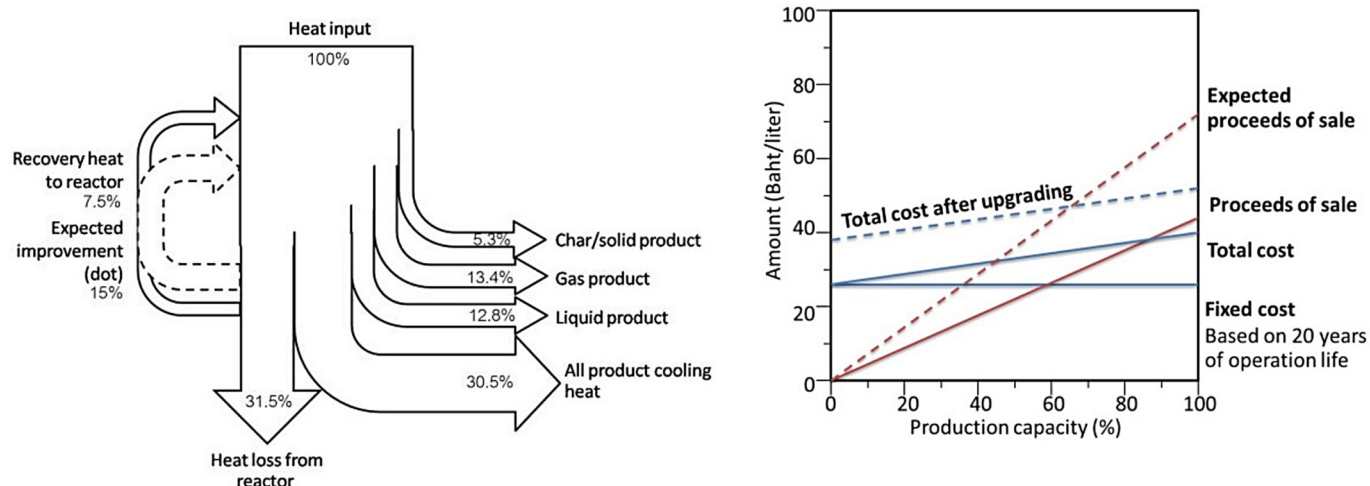 Heat input
100%
Recovery heat
to reactor
7.5%
Expected
improvement
(dot)
15%
5.3%
Char/solid product
13.4%
Gas product
12.8%
Liquid product
30.5%
All product cooling
heat
31.5%
Heat loss from
reactor
Amount (Baht/liter)
100
80
60
40
20
0
0 20 40 60 80 100
Production capacity (%)
Total cost after upgrading
Expected
proceeds of sale
Proceeds of sale
Total cost
Fixed cost
Based on 20 years
of operation life